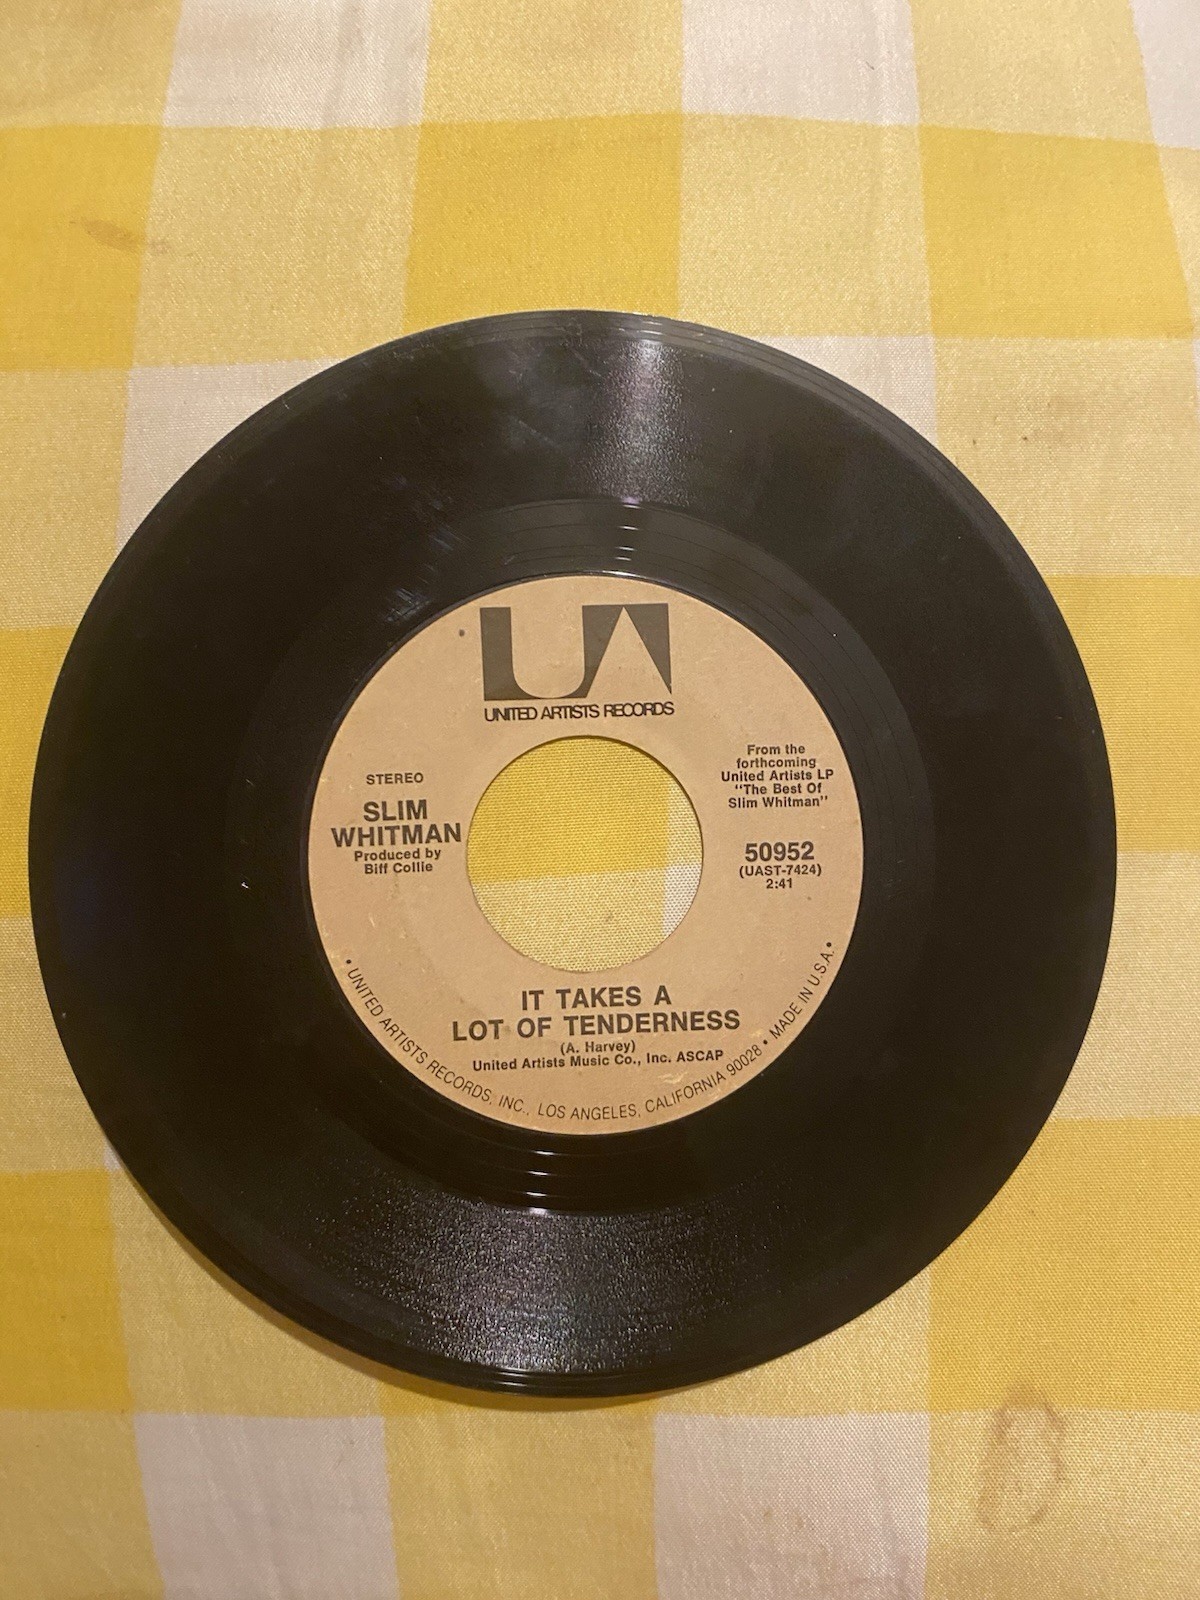 UA
UNITED ARTISTS RECORDS
STEREO
SLIM
WHITMAN
Produced by
Biff Collie
From the
forthcoming
United Artists LP
"The Best Of
Slim Whitman"
50952
(UAST-7424)
2:41
IT TAKES A
LOT OF TENDERNESS
(A. Harvey)
United Artists Music Co., Inc. ASCAP
• UNITED ARTISTS RECORDS, INC., LOS ANGELES, CALIFORNIA 90028 • MADE IN U.S.A. •